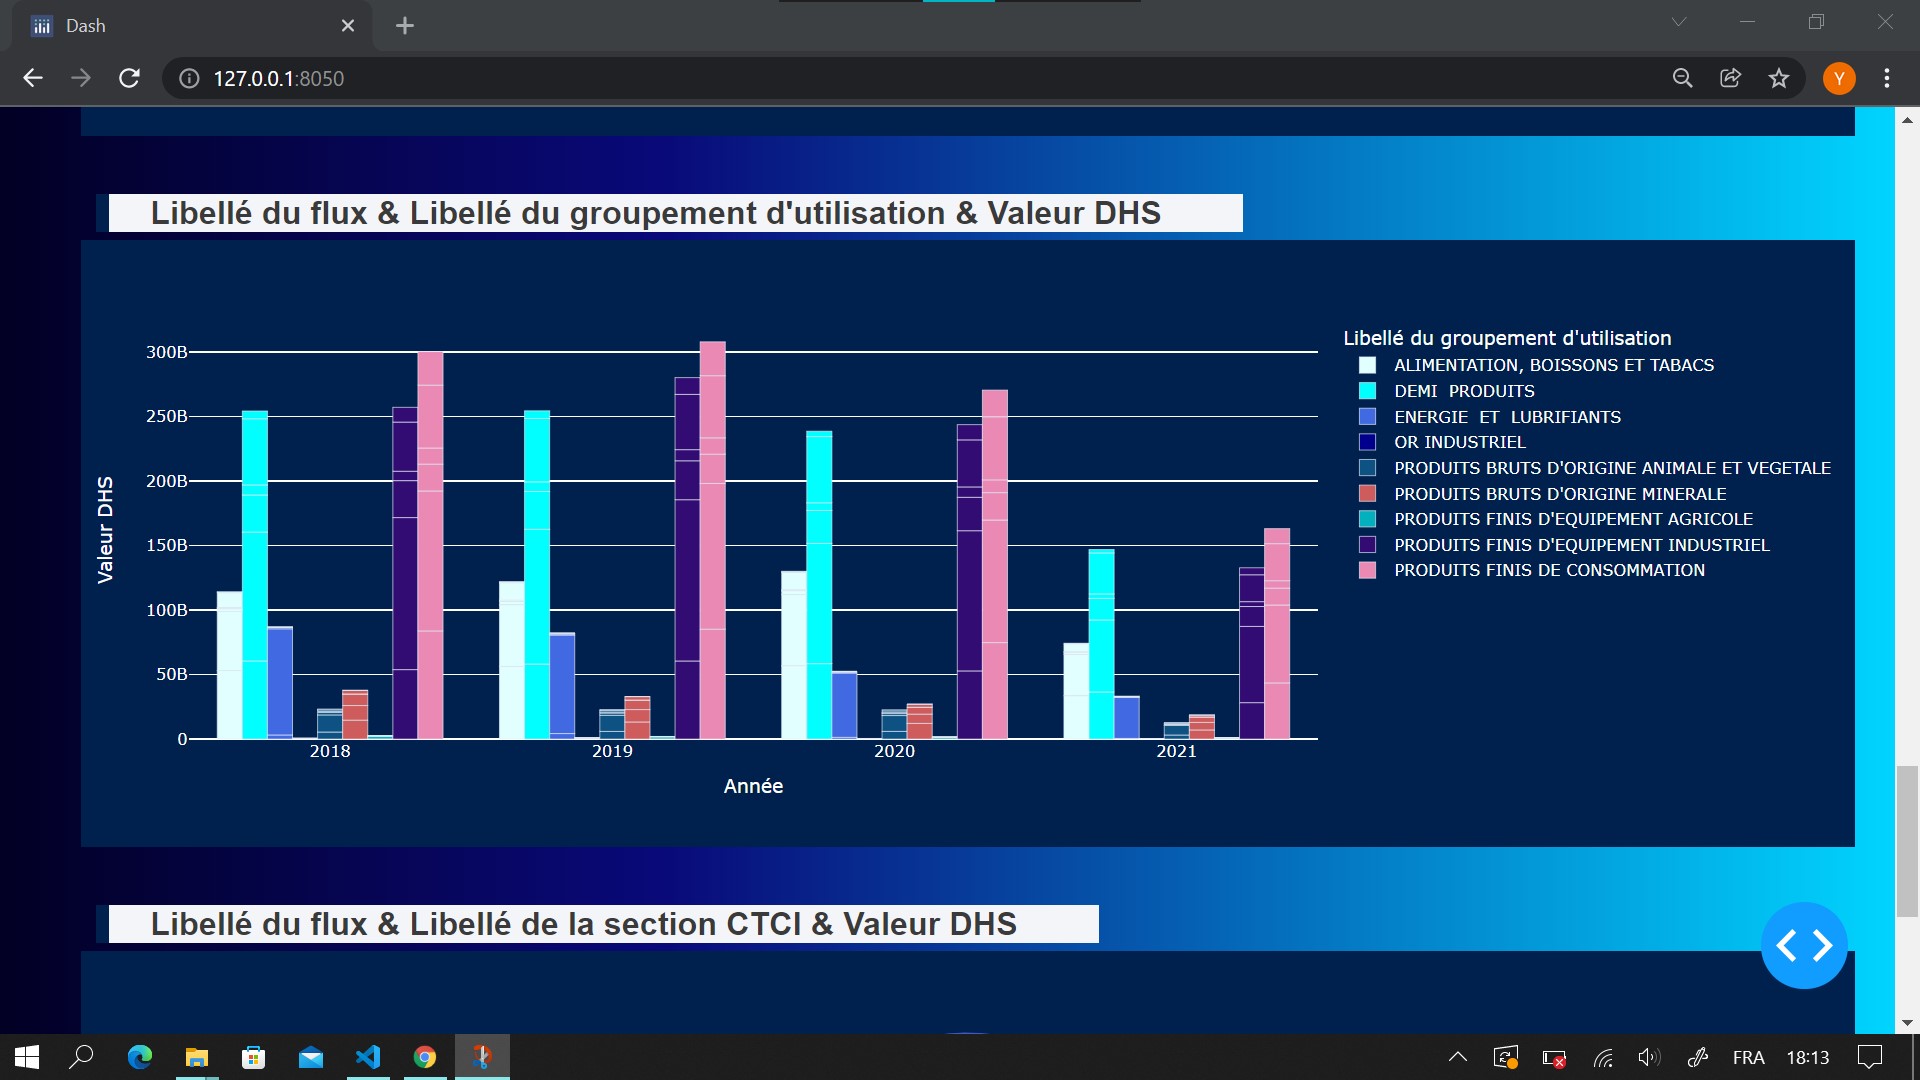 Dash
127.0.0.1:8050
Y
Libellé du flux & Libellé du groupement d'utilisation & Valeur DHS
Libellé du groupement d'utilisation
ALIMENTATION, BOISSONS ET TABACS
DEMI  PRODUITS
ENERGIE  ET  LUBRIFIANTS
OR INDUSTRIEL
PRODUITS BRUTS D'ORIGINE ANIMALE ET VEGETALE
PRODUITS BRUTS D'ORIGINE MINERALE
PRODUITS FINIS D'EQUIPEMENT AGRICOLE
PRODUITS FINIS D'EQUIPEMENT INDUSTRIEL
PRODUITS FINIS DE CONSOMMATION
300B
250B
200B
150B
100B
50B
0
Valeur DHS
2018 2019 2020 2021
Année
Libellé du flux & Libellé de la section CTCI & Valeur DHS
FRA 18:13